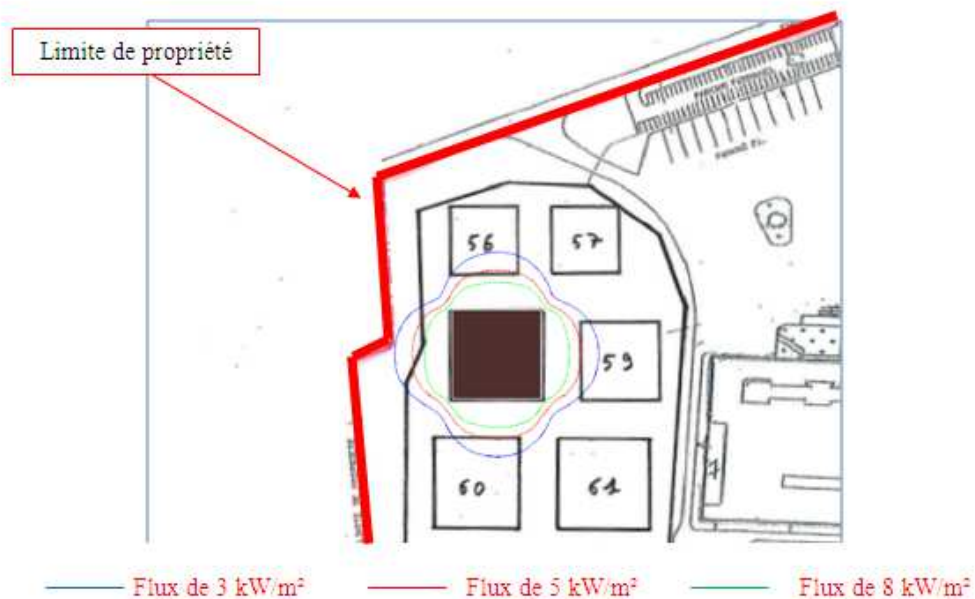 Limite de propriété
56
57
59
60
61
Flux de 3 kW/m²
Flux de 5 kW/m²
Flux de 8 kW/m²